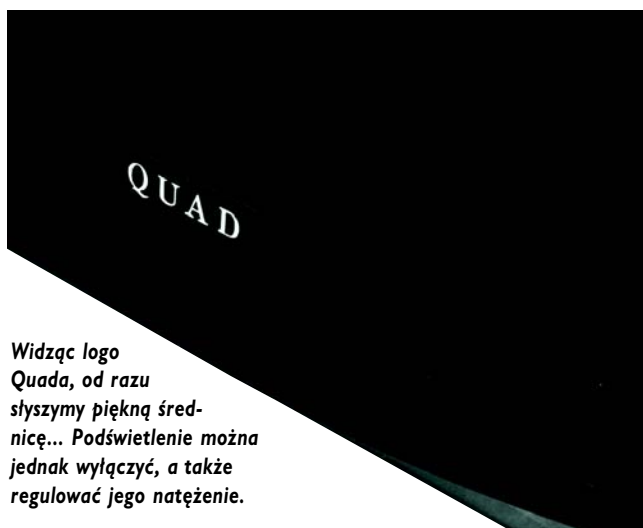 QUAD
Widząc logo
Quada, od razu
słyszymy piękną śred-
nicę... Podświetlenie można
jednak wyłączyć, a także
regulować jego natężenie.